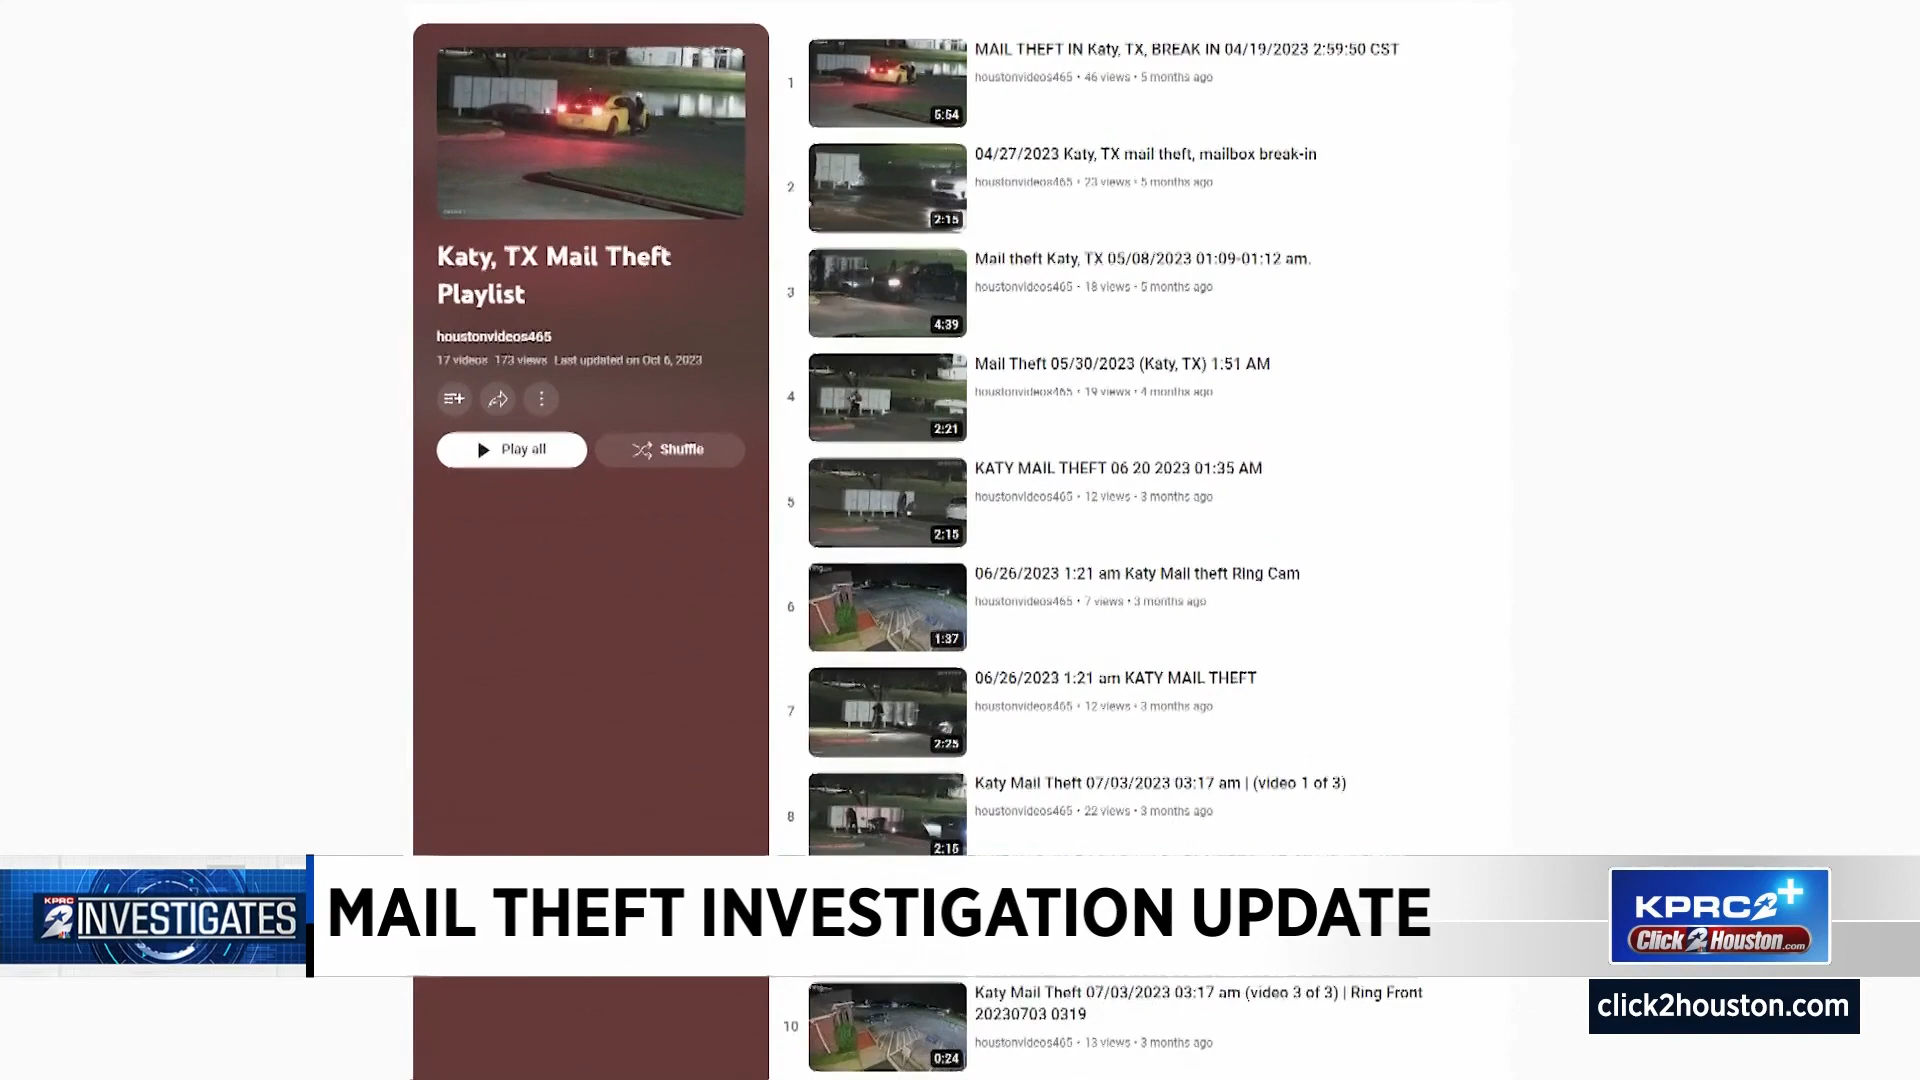 Katy, TX Mail Theft
Playlist
houstonvideos465
17 videos 173 views Last updated on Oct 6, 2023
Play all
Shuffle
1
5:54
MAIL THEFT IN Katy, TX, BREAK IN 04/19/2023 2:59:50 CST
houstonvideos465 • 46 views • 5 months ago
2
2:15
04/27/2023 Katy, TX mail theft, mailbox break-in
houstonvideos465 • 23 views • 5 months ago
3
4:39
Mail theft Katy, TX 05/08/2023 01:09-01:12 am.
houstonvideos465 • 18 views • 5 months ago
4
2:21
Mail Theft 05/30/2023 (Katy, TX) 1:51 AM
houstonvideos465 • 19 views • 4 months ago
5
2:15
KATY MAIL THEFT 06 20 2023 01:35 AM
houstonvideos465 • 12 views • 3 months ago
6
1:37
06/26/2023 1:21 am Katy Mail theft Ring Cam
houstonvideos465 • 7 views • 3 months ago
7
2:25
06/26/2023 1:21 am KATY MAIL THEFT
houstonvideos465 • 12 views • 3 months ago
8
2:15
Katy Mail Theft 07/03/2023 03:17 am | (video 1 of 3)
houstonvideos465 • 22 views • 3 months ago
KPRC 2 INVESTIGATES
MAIL THEFT INVESTIGATION UPDATE
KPRC 2+
Click 2 Houston.com
10
0:24
Katy Mail Theft 07/03/2023 03:17 am (video 3 of 3) | Ring Front
20230703 0319
houstonvideos465 • 13 views • 3 months ago
click2houston.com